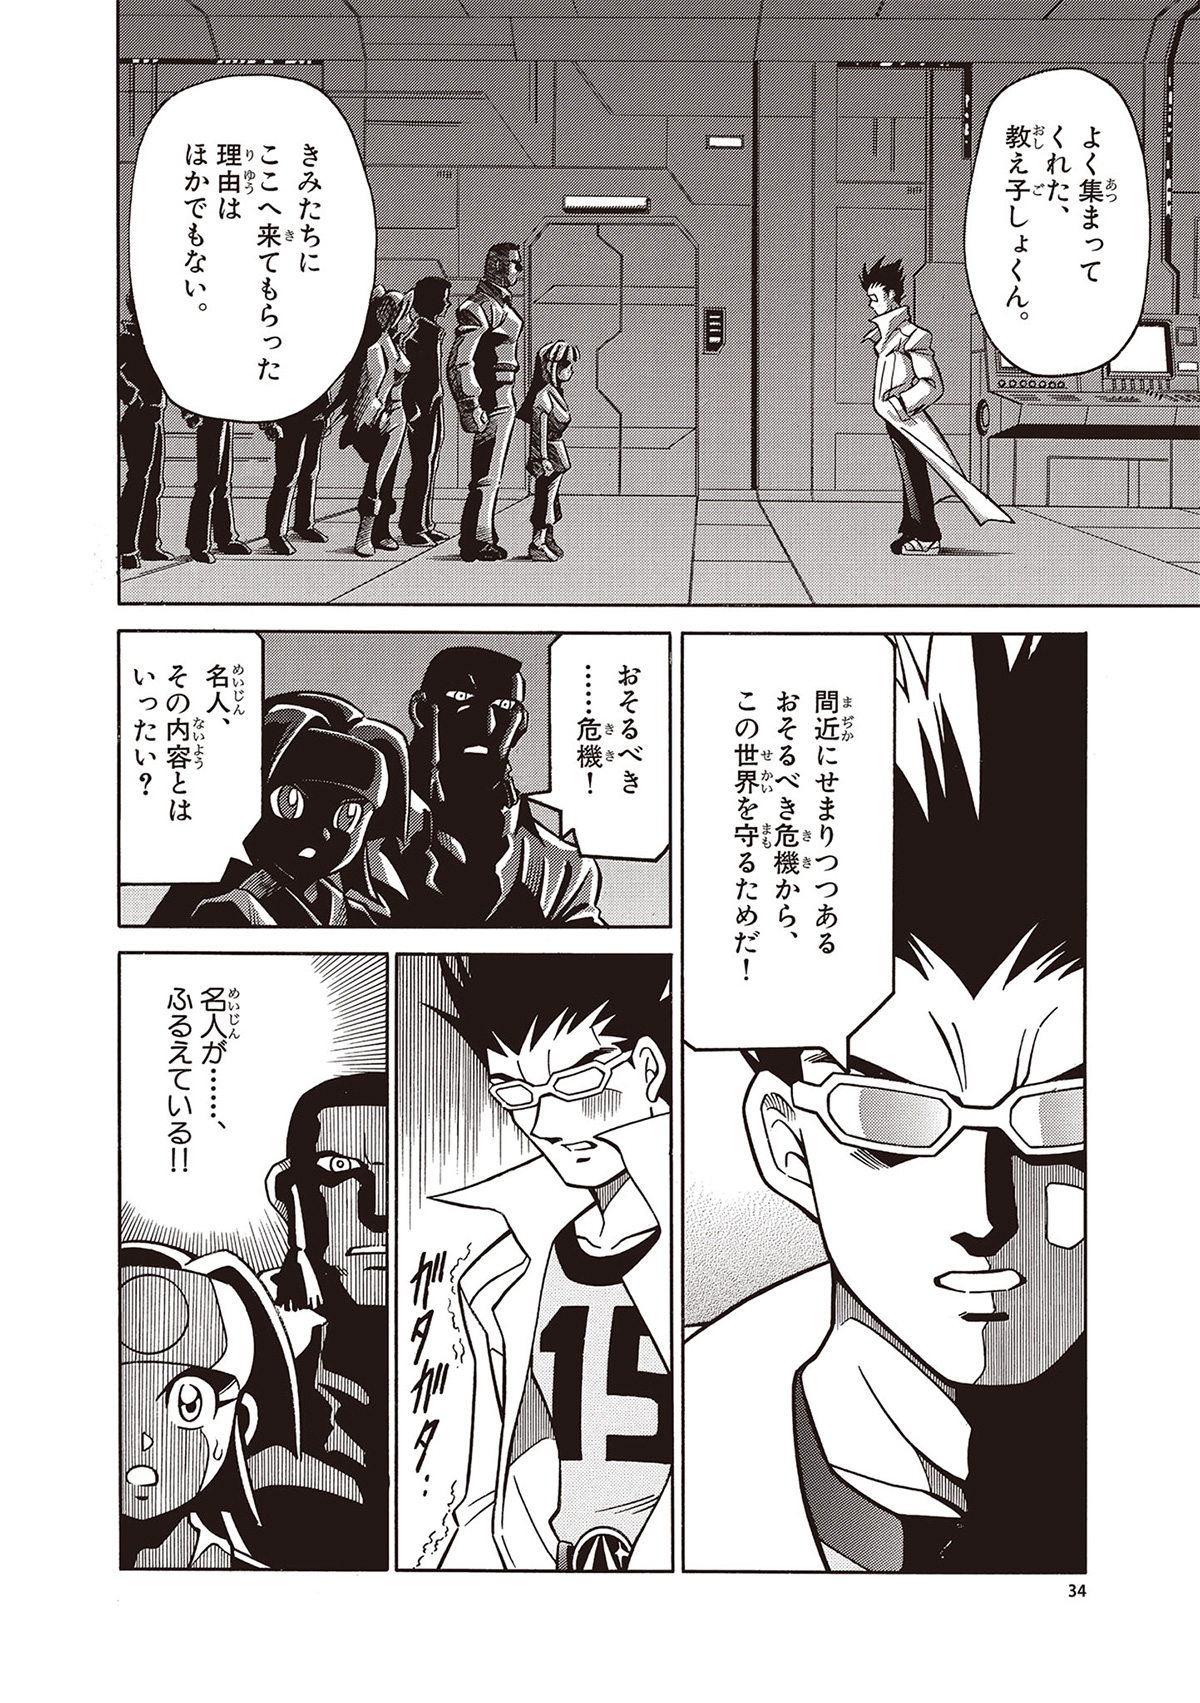 よく集まって
くれた、
教え子しょくん。
きみたちに
ここへ来てもらった
理由は
ほかでもない。
間近にせまりつつある
おそるべき危機から、
この世界を守るためだ！
おそるべき
……危機！
名人、
その内容とは
いったい？
ガタガタ・
名人が……、
ふるえている!!
34